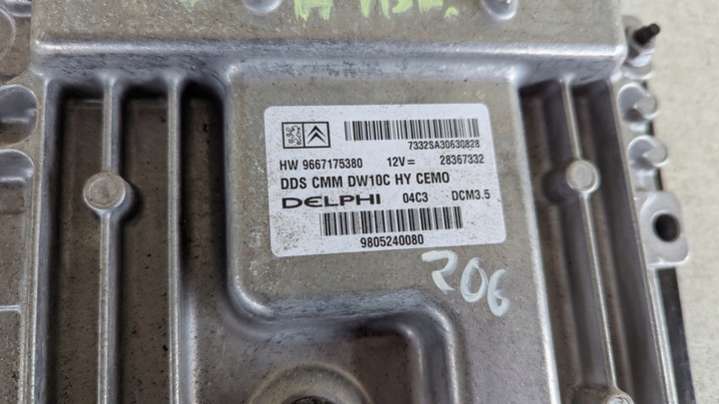 7332SA30630828
HW 9667175380 12V= 28367332
DDS CMM DW10C HY CEMO
DELPHI 04C3 DCM3.5
9805240080
206